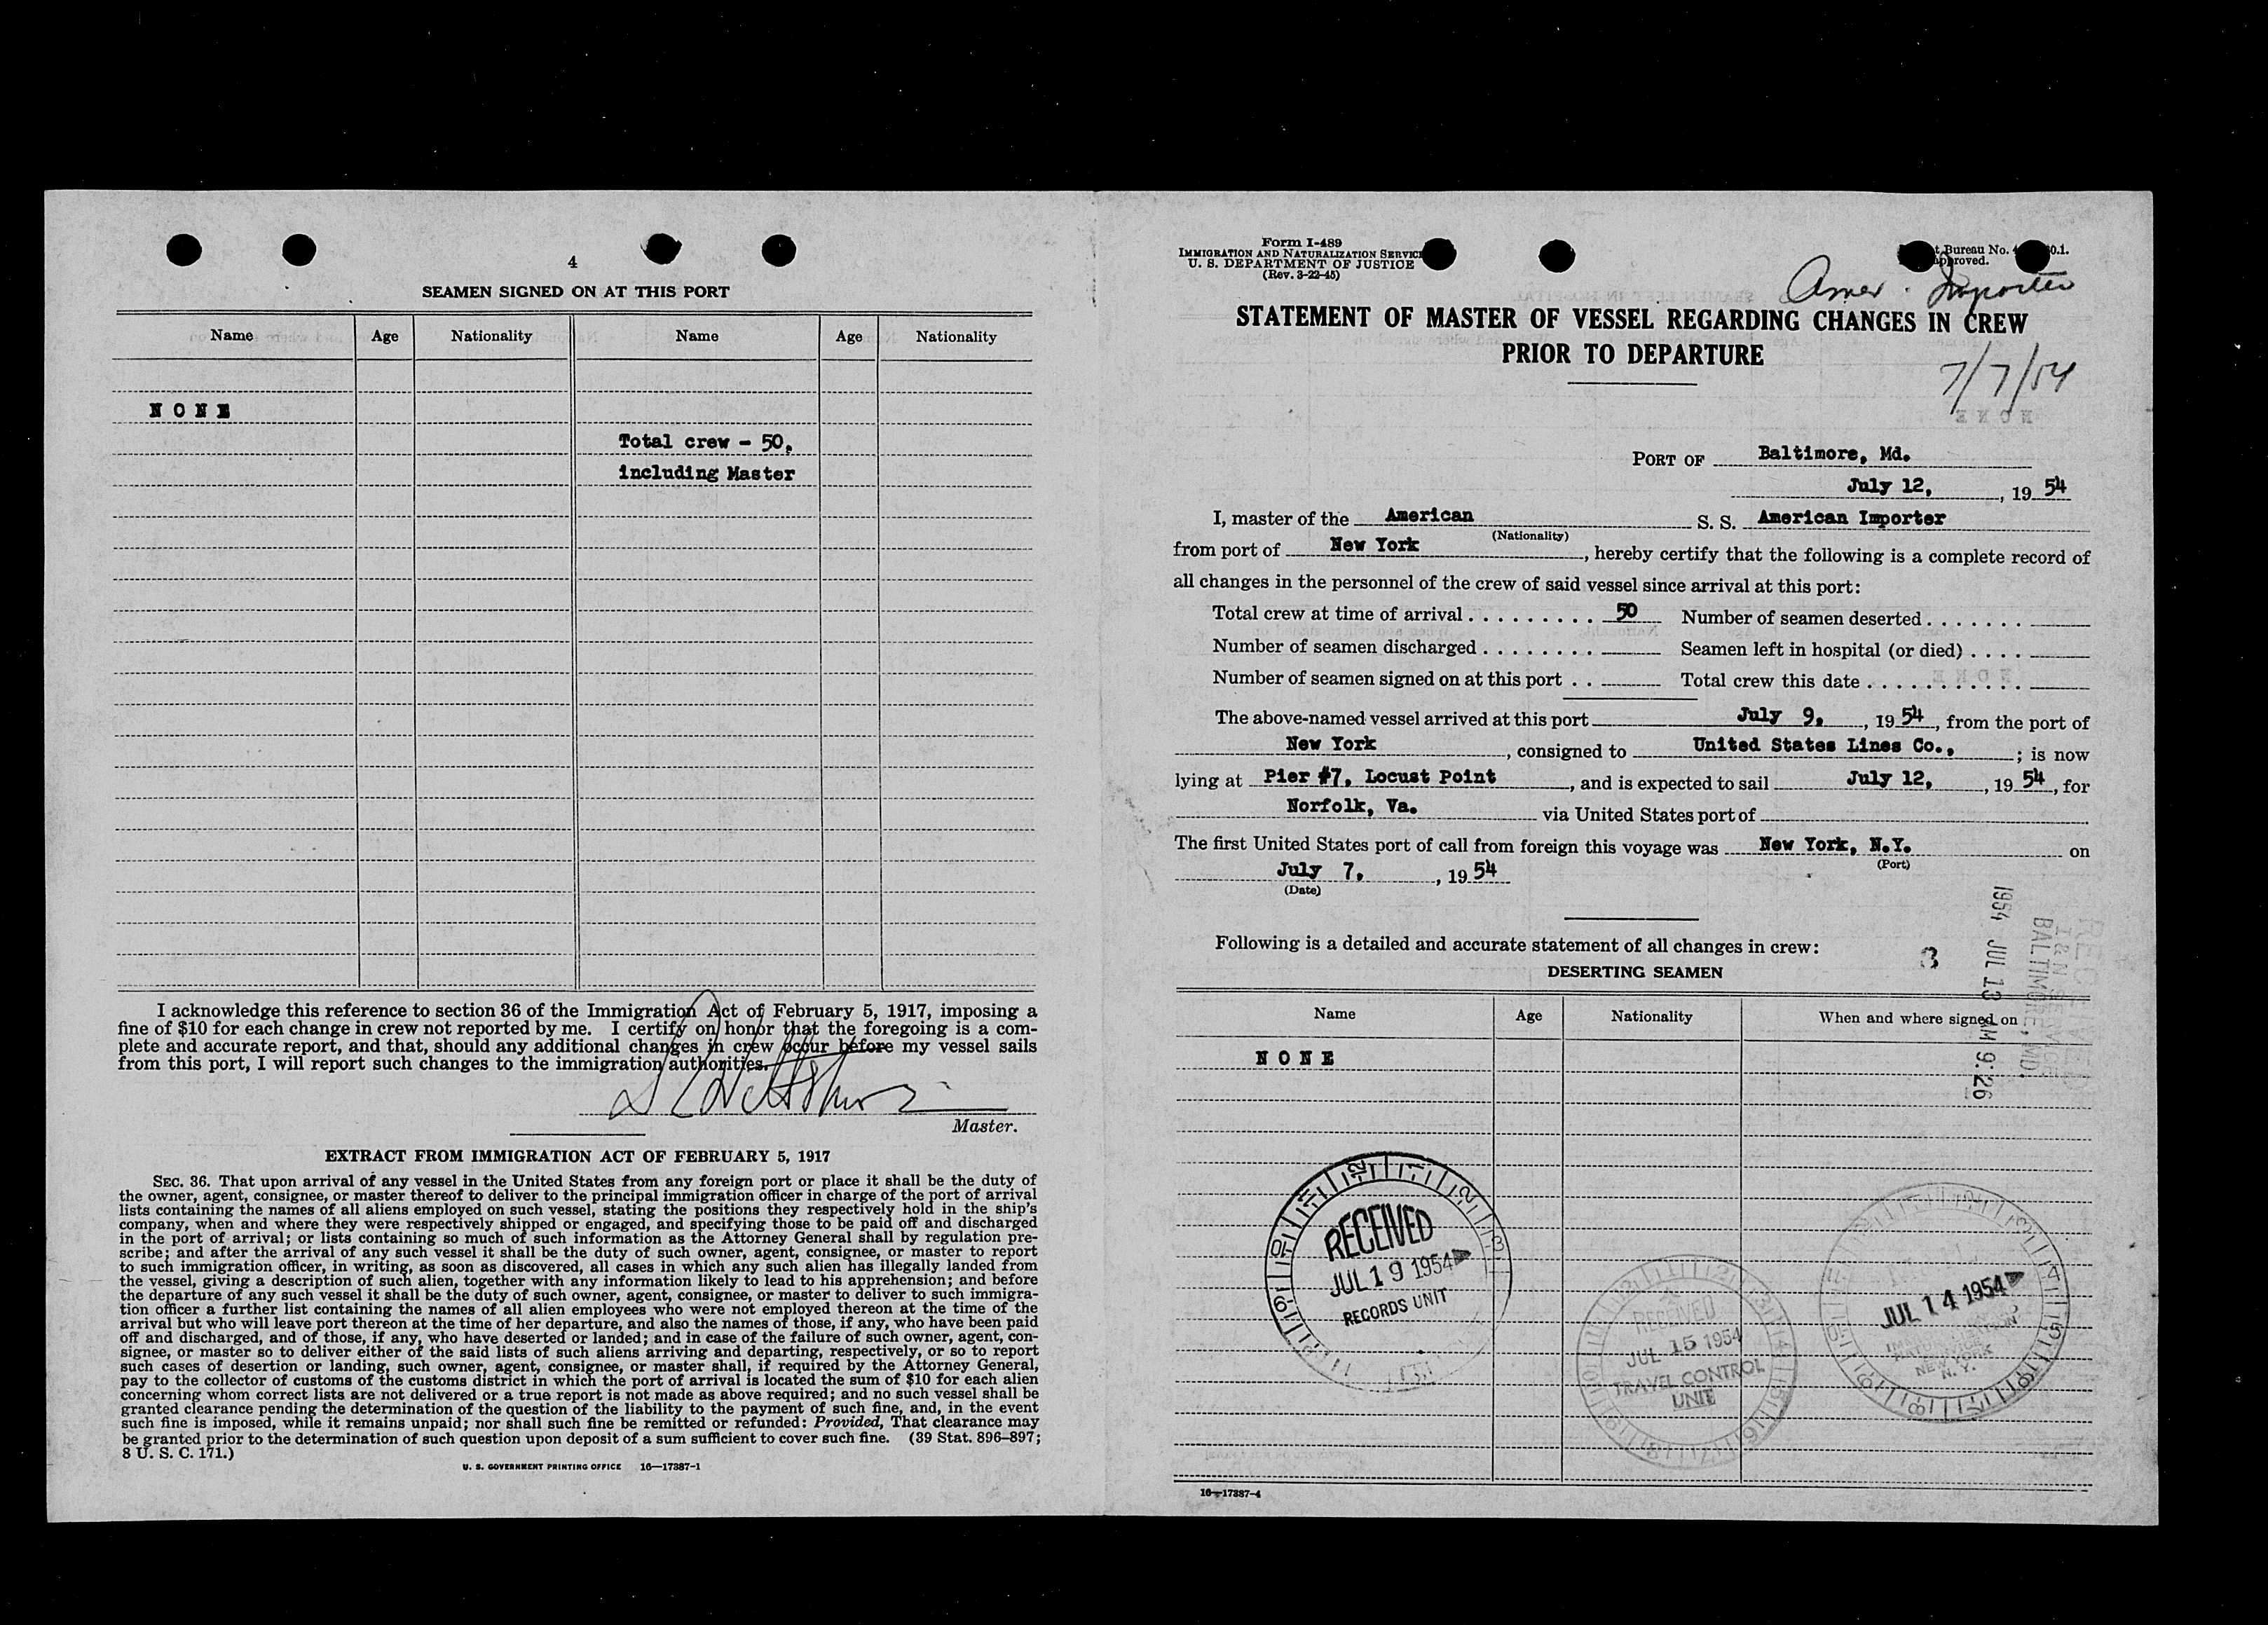 4
SEAMEN SIGNED ON AT THIS PORT
Name Age Nationality Name Age Nationality
NONE
Total crew - 50,
including Master
I acknowledge this reference to section 36 of the Immigration Act of February 5, 1917, imposing a
fine of $10 for each change in crew not reported by me. I certify on honor that the foregoing is a com-
plete and accurate report, and that, should any additional changes in crew occur before my vessel sails
from this port, I will report such changes to the immigration authorities.
Master.
EXTRACT FROM IMMIGRATION ACT OF FEBRUARY 5, 1917
SEC. 36. That upon arrival of any vessel in the United States from any foreign port or place it shall be the duty of
the owner, agent, consignee, or master thereof to deliver to the principal immigration officer in charge of the port of arrival
lists containing the names of all aliens employed on such vessel, stating the positions they respectively hold in the ship's
company, when and where they were respectively shipped or engaged, and specifying those to be paid off and discharged
in the port of arrival; or lists containing so much of such information as the Attorney General shall by regulation pre-
scribe; and after the arrival of any such vessel it shall be the duty of such owner, agent, consignee, or master to report
to such immigration officer, in writing, as soon as discovered, all cases in which any such alien has illegally landed from
the vessel, giving a description of such alien, together with any information likely to lead to his apprehension; and before
the departure of any such vessel it shall be the duty of such owner, agent, consignee, or master to deliver to such immigra-
tion officer a further list containing the names of all alien employees who were not employed thereon at the time of the
arrival but who will leave port thereon at the time of her departure, and also the names of those, if any, who have been paid
off and discharged, and of those, if any, who have deserted or landed; and in case of the failure of such owner, agent, con-
signee, or master so to deliver either of the said lists of such aliens arriving and departing, respectively, or so to report
such cases of desertion or landing, such owner, agent, consignee, or master shall, if required by the Attorney General,
pay to the collector of customs of the customs district in which the port of arrival is located the sum of $10 for each alien
concerning whom correct lists are not delivered or a true report is not made as above required; and no such vessel shall be
granted clearance pending the determination of the question of the liability to the payment of such fine, and, in the event
such fine is imposed, while it remains unpaid; nor shall such fine be remitted or refunded: Provided, That clearance may
be granted prior to the determination of such question upon deposit of a sum sufficient to cover such fine. (39 Stat. 896–897;
8 U. S. C. 171.)
U. S. GOVERNMENT PRINTING OFFICE 16—17387-1
Form I-489
IMMIGRATION AND NATURALIZATION SERVICE
U. S. DEPARTMENT OF JUSTICE
(Rev. 3-22-45)
Bureau No.
Amer. Importer
STATEMENT OF MASTER OF VESSEL REGARDING CHANGES IN CREW
PRIOR TO DEPARTURE
7/7/54
PORT OF Baltimore, Md.
July 12, , 19 54
I, master of the American S. S. American Importer
(Nationality)
from port of New York , hereby certify that the following is a complete record of
all changes in the personnel of the crew of said vessel since arrival at this port:
Total crew at time of arrival . . . . . . . . . 50 Number of seamen deserted . . . . . . .
Number of seamen discharged . . . . . . . . Seamen left in hospital (or died) . . . .
Number of seamen signed on at this port . . Total crew this date . . . . . . . . . . .
The above-named vessel arrived at this port July 9, , 19 54, from the port of
New York , consigned to United States Lines Co., ; is now
lying at Pier #7, Locust Point , and is expected to sail July 12, , 19 54, for
Norfolk, Va. via United States port of
The first United States port of call from foreign this voyage was New York, N.Y. on
(Port)
July 7, , 19 54
(Date)
Following is a detailed and accurate statement of all changes in crew:
3
DESERTING SEAMEN
Name Age Nationality When and where signed on
NONE
1954 JUL 13 AM 9:26
BALTIMORE, MD.
RECEIVED
JUL 19 1954
RECORDS UNIT
RECEIVED
JUL 15 1954
TRAVEL CONTROL
UNIT
JUL 14 1954
NEW YORK
N. Y.
16—17387-4